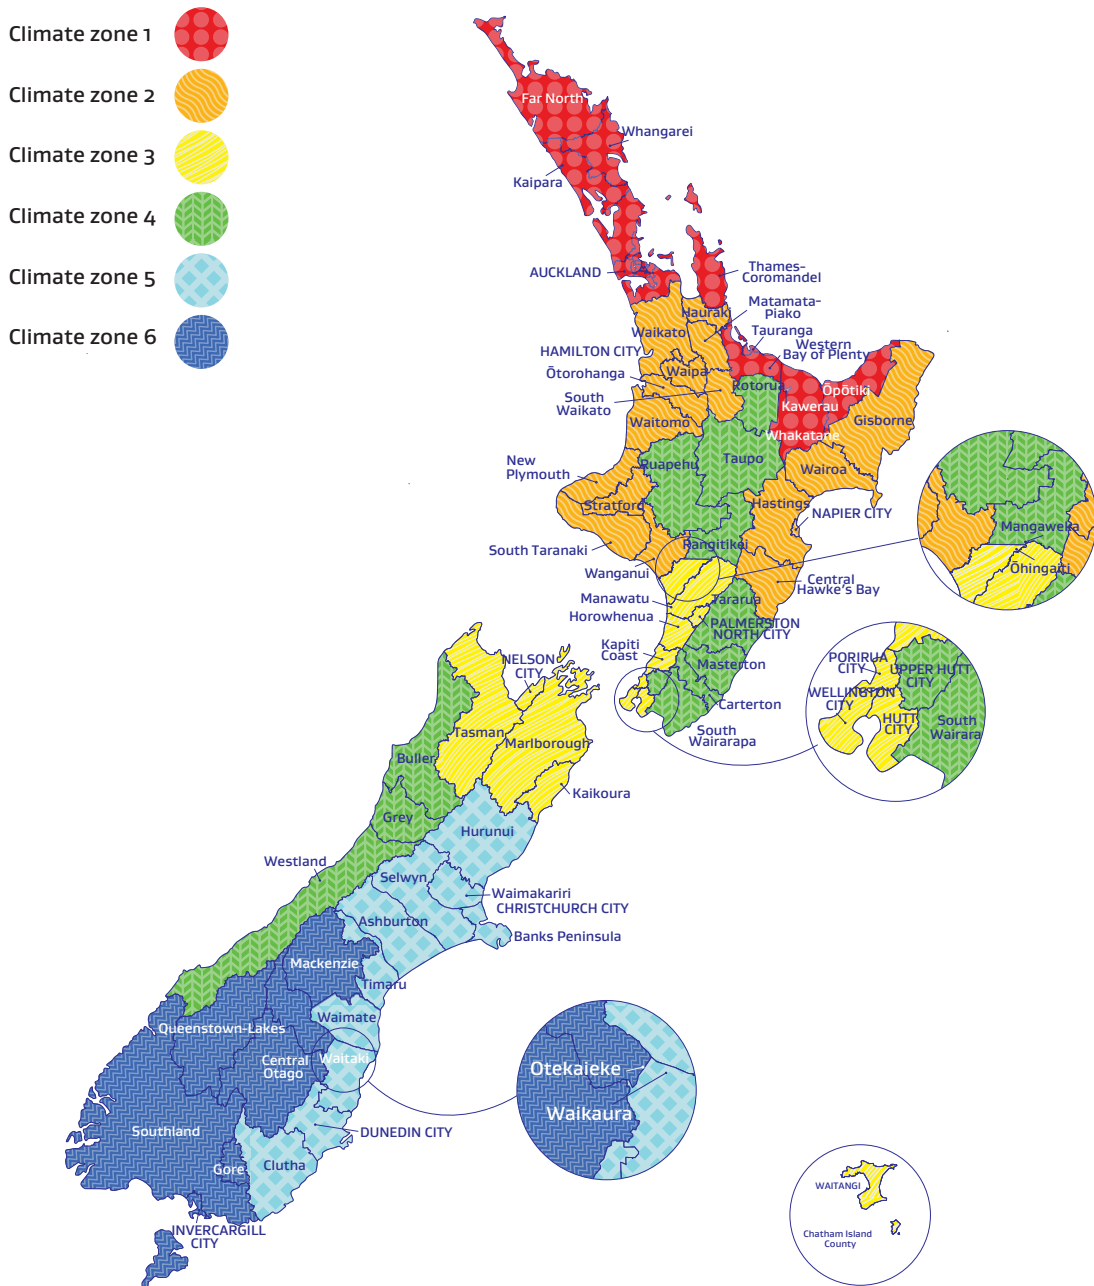 Climate zone 1
Climate zone 2
Climate zone 3
Climate zone 4
Climate zone 5
Climate zone 6
Far North
Whangarei
Kaipara
AUCKLAND
Thames-
Coromandel
Hauraki
Matamata-
Piako
Waikato
Tauranga
Western
Bay of Plenty
HAMILTON CITY
Waipa
Ōtorohanga
Rotorua
South
Waikato
Ōpōtiki
Kawerau
Waitomo
Gisborne
Whakatane
New
Plymouth
Ruapehu
Taupo
Wairoa
Stratford
Hastings
NAPIER CITY
South Taranaki
Rangitikei
Wanganui
Central
Hawke's Bay
Manawatu
Tararua
Horowhenua
PALMERSTON
NORTH CITY
Kapiti
Coast
Masterton
Carterton
South
Wairarapa
Mangaweka
Ōhingaiti
PORIRUA
CITY
UPPER HUTT
CITY
WELLINGTON
CITY
HUTT
CITY
South
Wairara
NELSON
CITY
Tasman
Marlborough
Buller
Kaikoura
Grey
Hurunui
Westland
Selwyn
Waimakariri
CHRISTCHURCH CITY
Ashburton
Banks Peninsula
Mackenzie
Timaru
Waimate
Queenstown-Lakes
Waitaki
Central
Otago
Otekaieke
Waikaura
Southland
DUNEDIN CITY
Gore
Clutha
INVERCARGILL
CITY
WAITANGI
Chatham Island
County